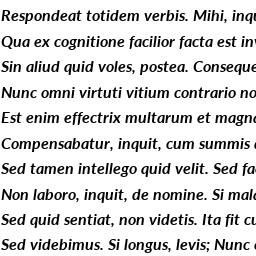 Respondeat totidem verbis. Mihi, inqu
Qua ex cognitione facilior facta est inv
Sin aliud quid voles, postea. Conseque
Nunc omni virtuti vitium contrario no
Est enim effectrix multarum et magna
Compensabatur, inquit, cum summis
Sed tamen intellego quid velit. Sed fa
Non laboro, inquit, de nomine. Si mal
Sed quid sentiat, non videtis. Ita fit cu
Sed videbimus. Si longus, levis; Nunc